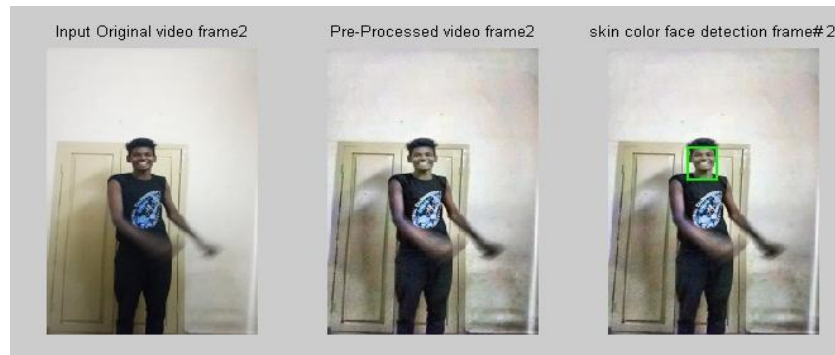 Input Original video frame2
Pre-Processed video frame2
skin color face detection frame# 2